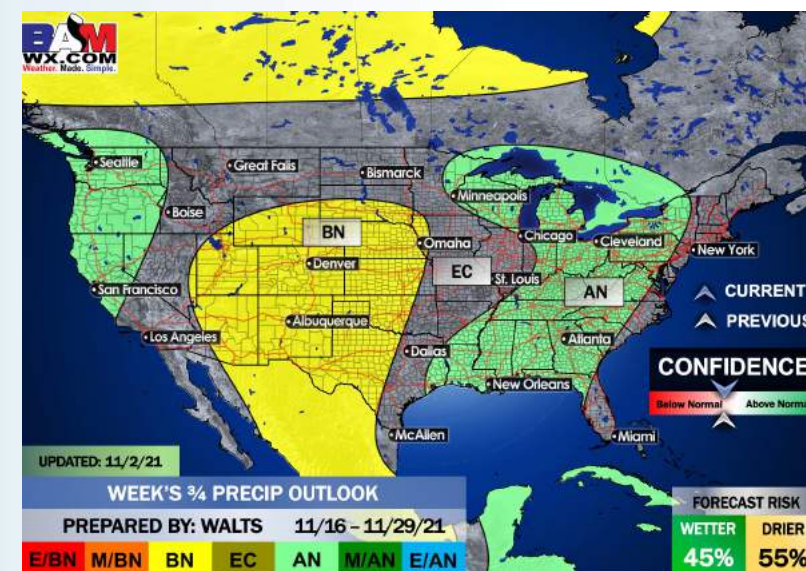 BAM
WX.COM
Weather. Made. Simple.
Seattle
Great Falls
Bismarck
Minneapolis
Boise
BN
Omaha
Chicago
Cleveland
New York
Denver
EC
St. Louis
AN
San Francisco
CURRENT
Albuquerque
PREVIOUS
Los Angeles
Dallas
Atlanta
CONFIDENCE
New Orleans
Below Normal
Above Norma
McAllen
Miami
UPDATED: 11/2/21
WEEK'S ¾ PRECIP OUTLOOK
FORECAST RISK
PREPARED BY: WALTS 11/16 – 11/29/21
WETTER DRIER
E/BN M/BN BN EC AN M/AN E/AN
45% 55%